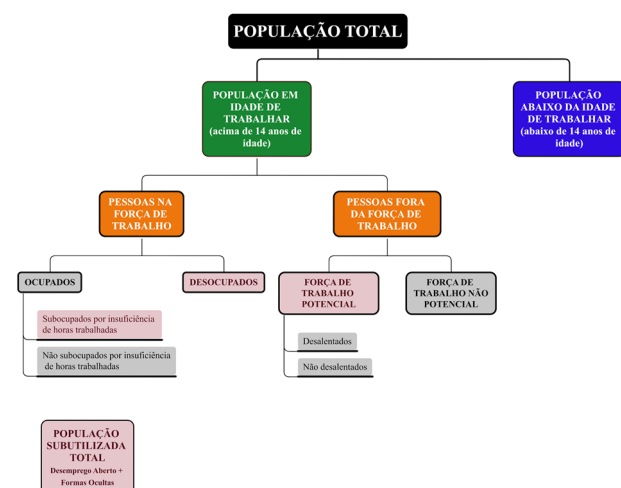 POPULAÇÃO TOTAL
POPULAÇÃO EM
IDADE DE
TRABALHAR
(acima de 14 anos de
idade)
POPULAÇÃO
ABAIXO DA IDADE
DE TRABALHAR
(abaixo de 14 anos de
idade)
PESSOAS NA
FORÇA DE
TRABALHO
PESSOAS FORA
DA FORÇA DE
TRABALHO
OCUPADOS
DESOCUPADOS
FORÇA DE
TRABALHO
POTENCIAL
FORÇA DE
TRABALHO NÃO
POTENCIAL
Subocupados por insuficiência
de horas trabalhadas
Não subocupados por insuficiência
de horas trabalhadas
Desalentados
Não desalentados
POPULAÇÃO
SUBUTILIZADA
TOTAL
Desemprego Aberto +
Formas Ocultas